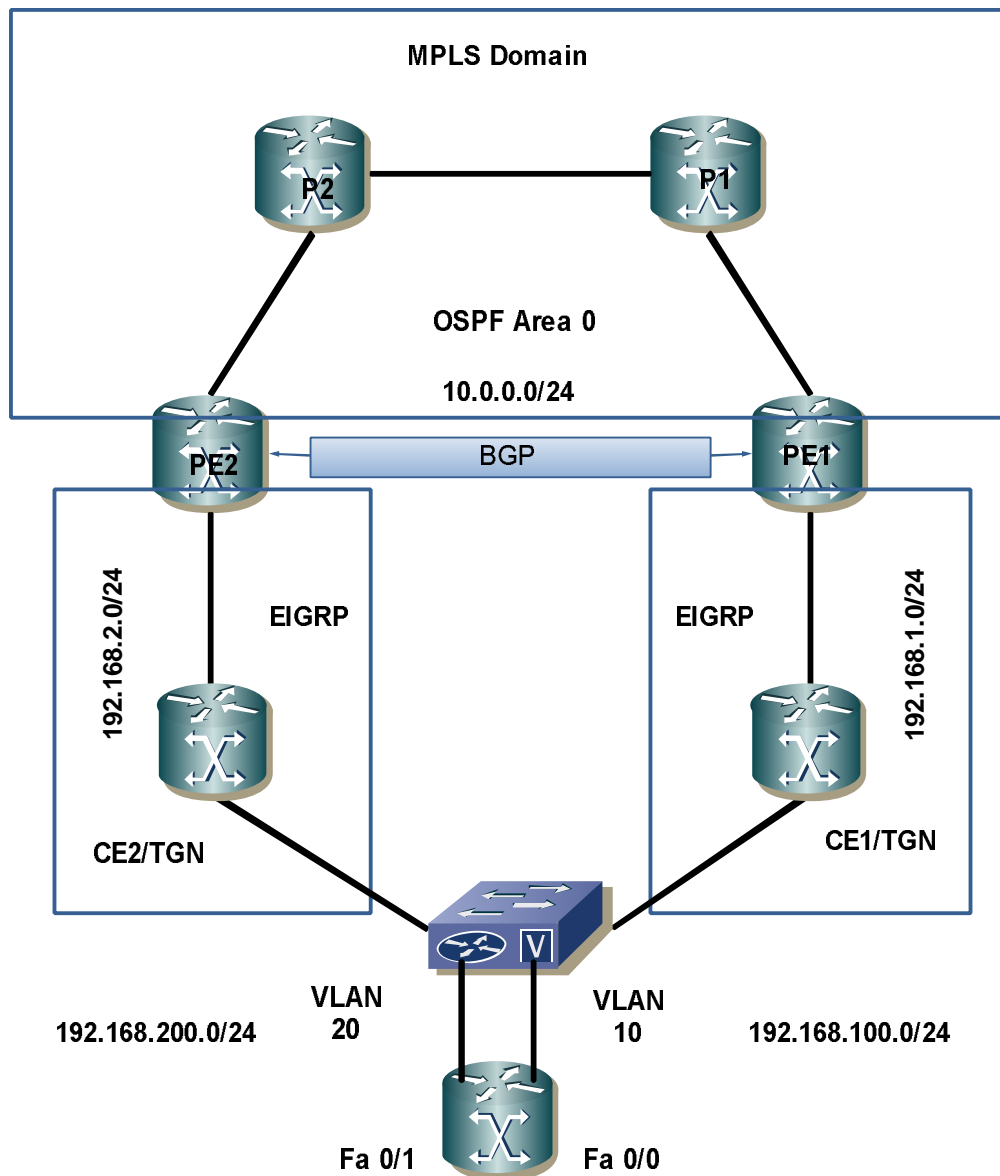 MPLS Domain
P2
P1
OSPF Area 0
10.0.0.0/24
PE2
BGP
PE1
192.168.2.0/24
EIGRP
EIGRP
192.168.1.0/24
CE2/TGN
CE1/TGN
V
VLAN
20
VLAN
10
192.168.200.0/24
192.168.100.0/24
Fa 0/1
Fa 0/0